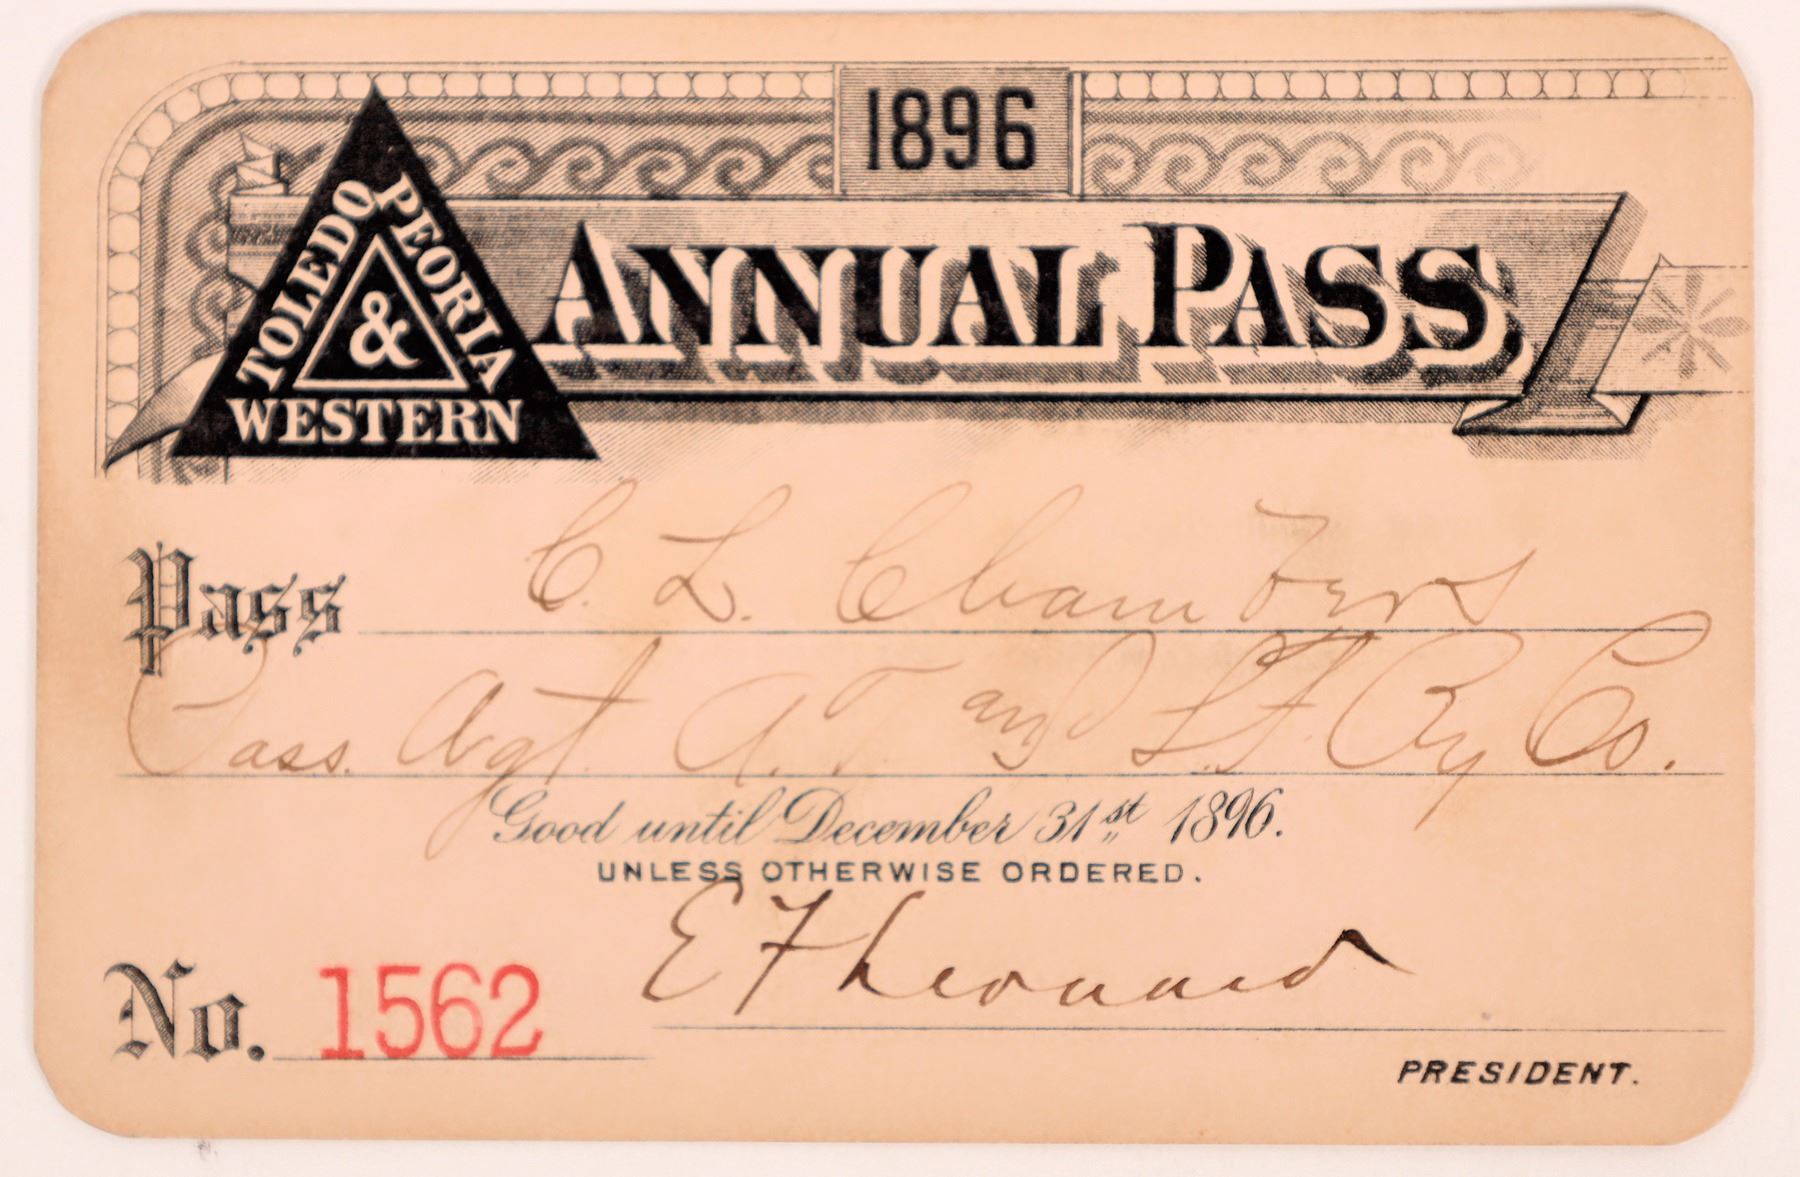 1896
TOLEDO PEORIA
&
WESTERN
ANNUAL PASS
Pass C. L. Chambers
Pass. Agt. A. T. and S. F. Ry Co.
Good until December 31st 1896.
UNLESS OTHERWISE ORDERED.
E F Leonard
No. 1562
PRESIDENT.